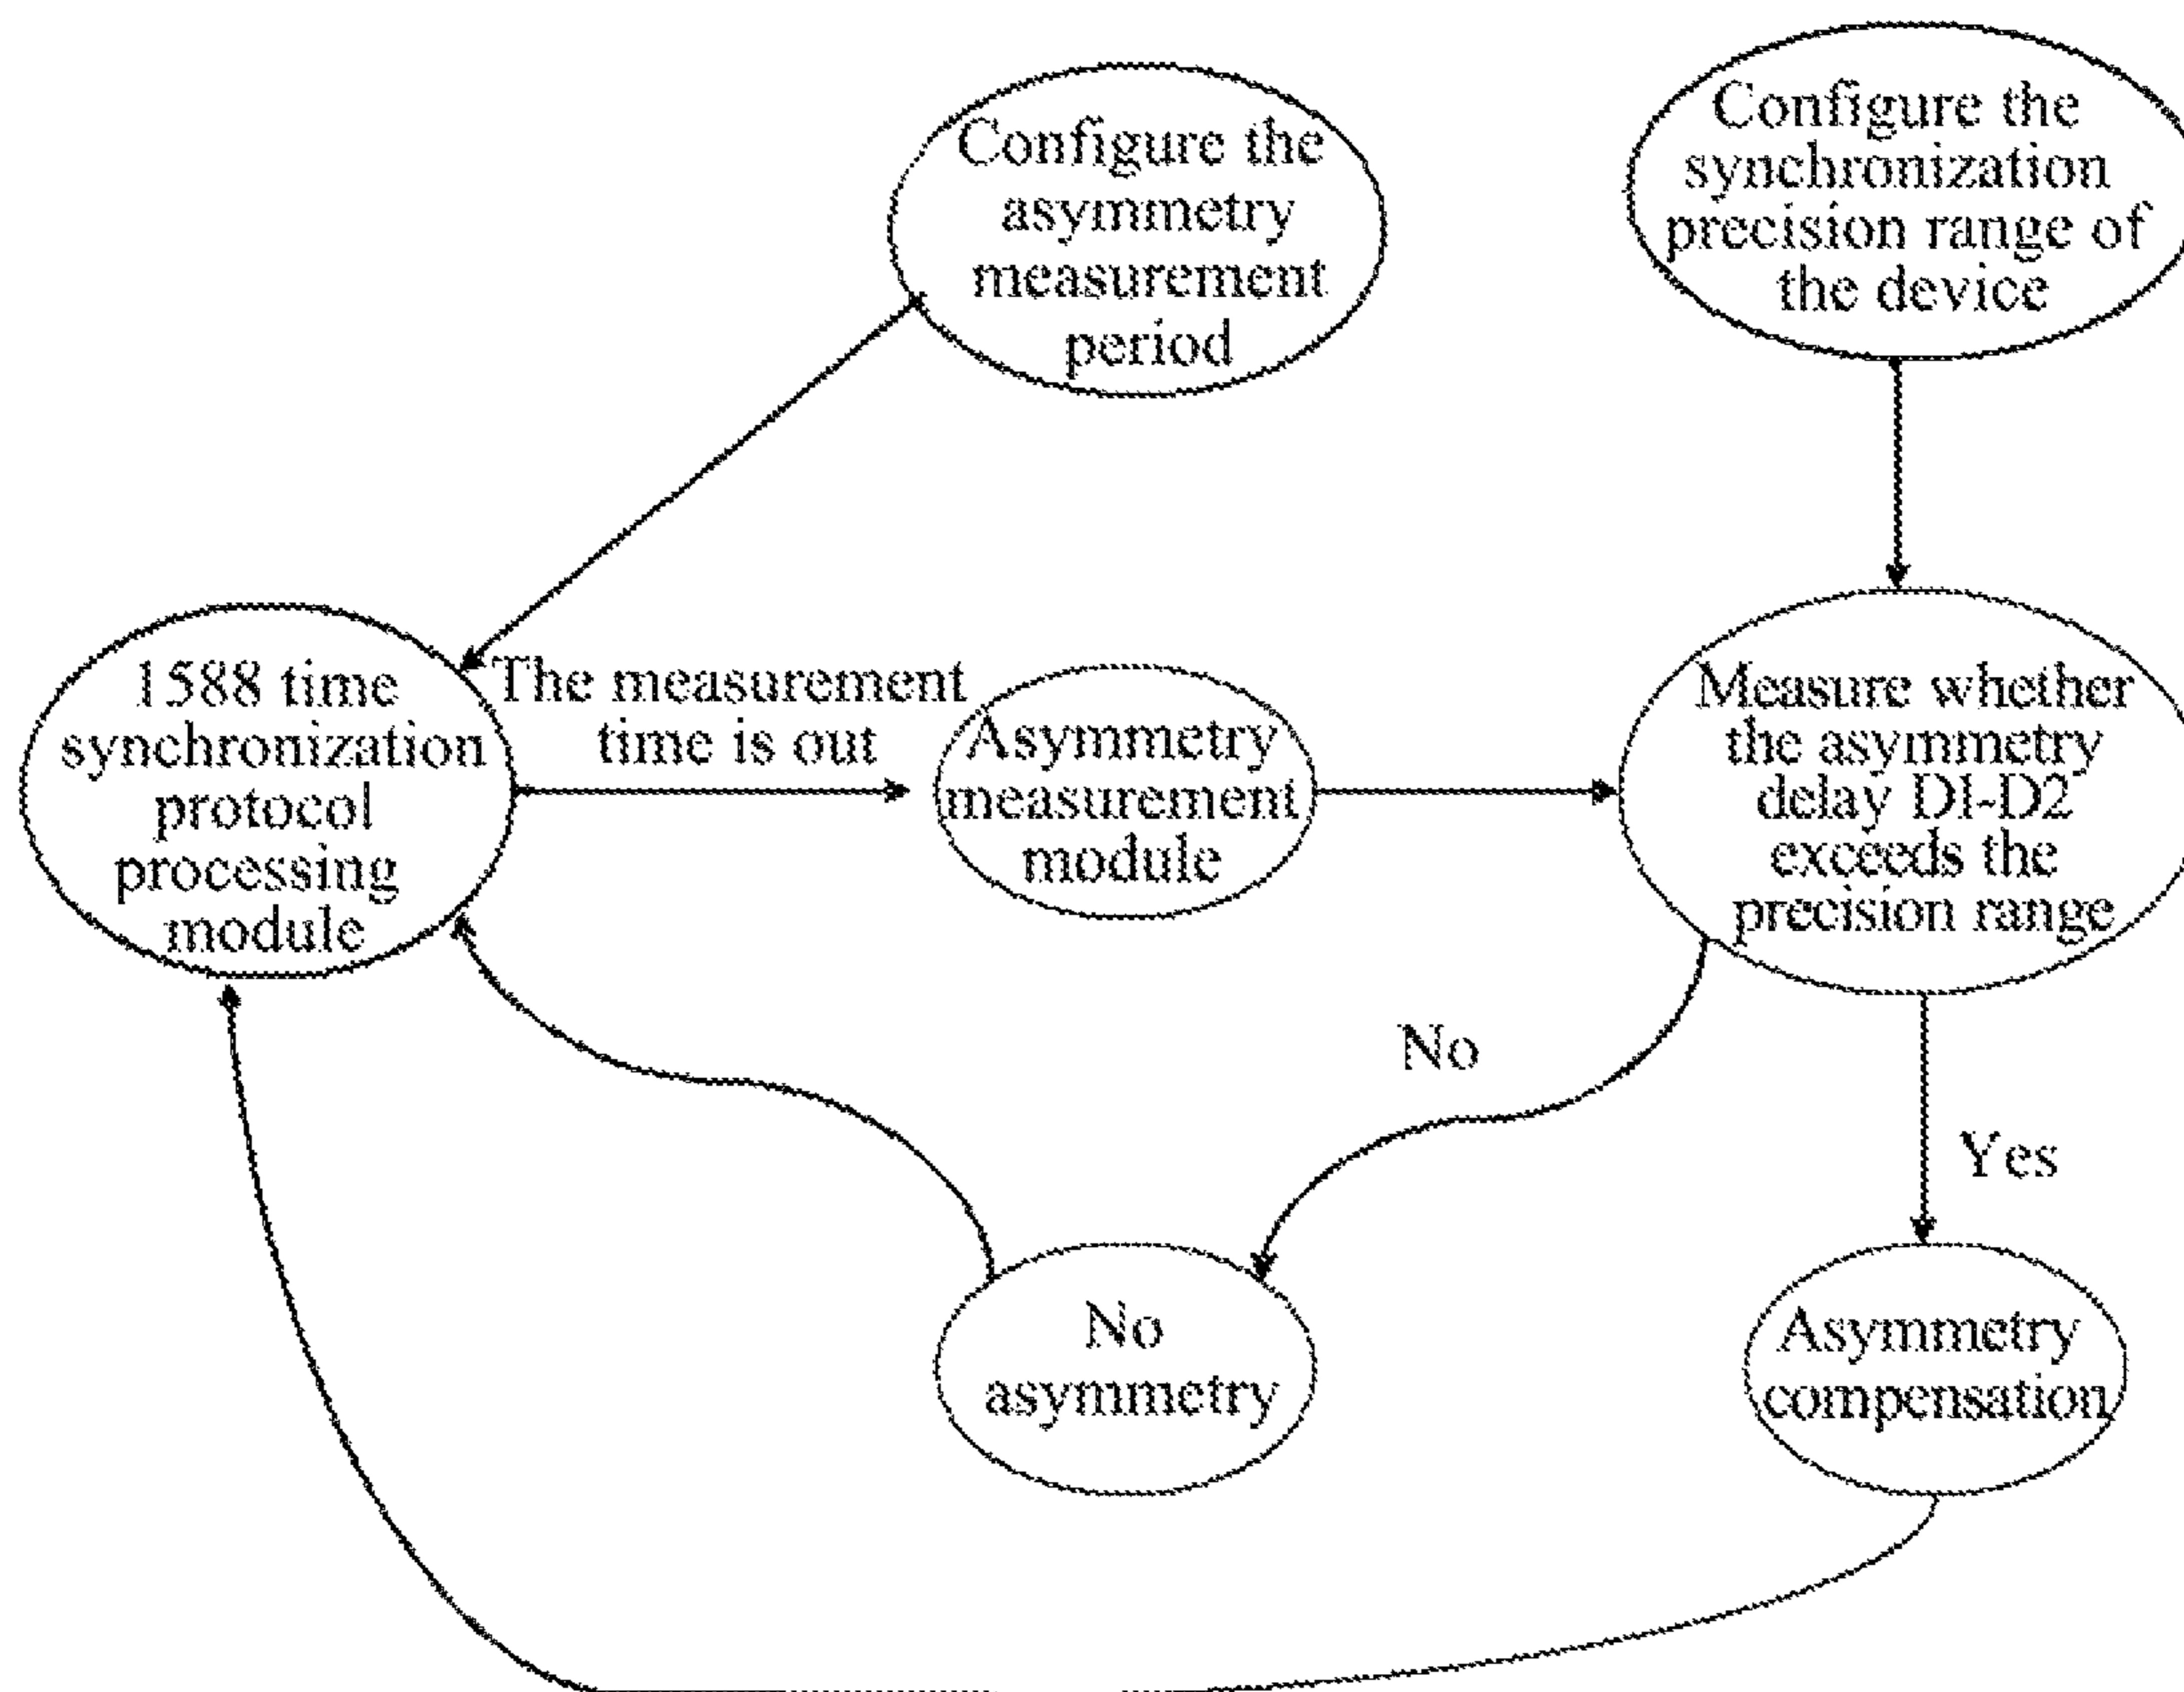 Configure the
asymmetry
measurement
period
Configure the
synchronization
precision range of
the device
1588 time
synchronization
protocol
processing
module
The measurement
time is out
Asymmetry
measurement
module
Measure whether
the asymmetry
delay D1-D2
exceeds the
precision range
No
Yes
No
asymmetry
Asymmetry
compensation